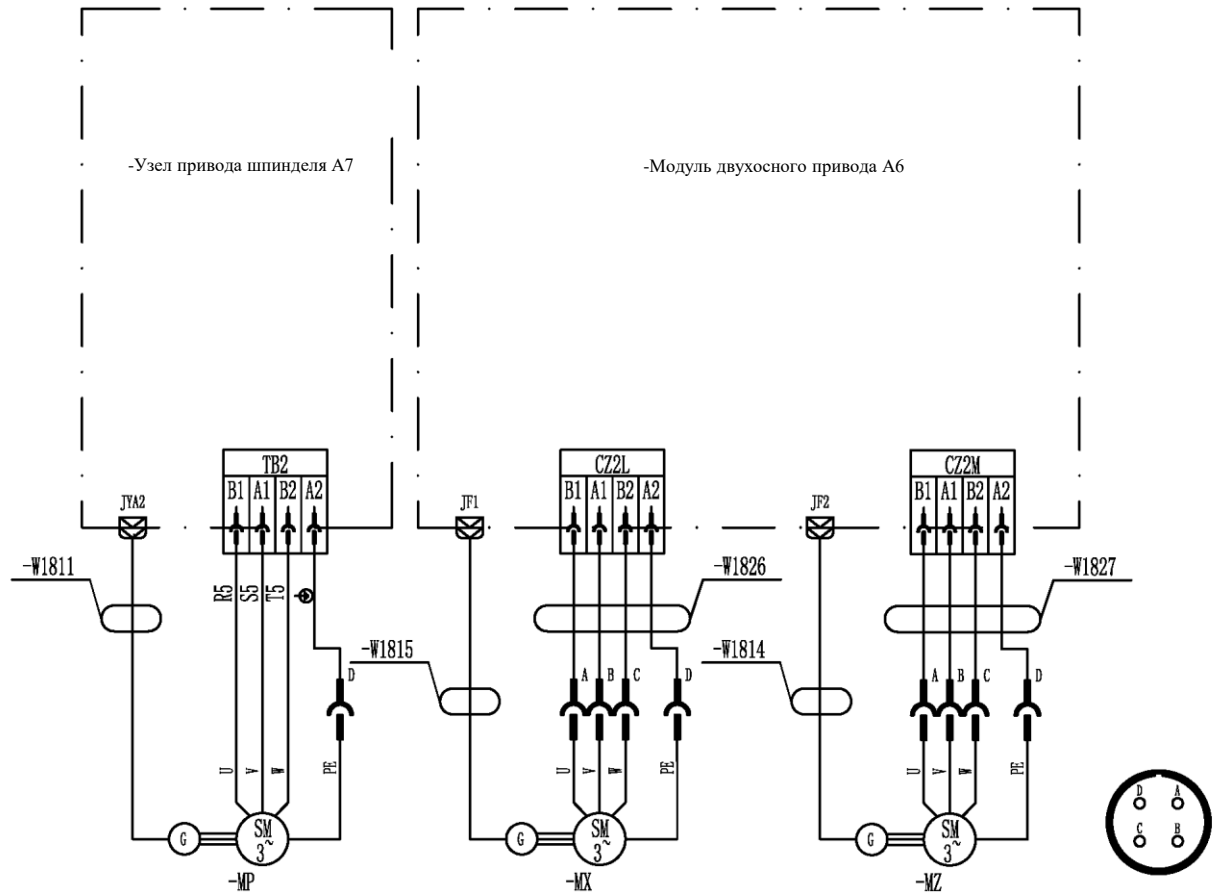 -Узел привода шпинделя A7
-Модуль двухосного привода A6
TB2
B1 A1 B2 A2
CZ2L
B1 A1 B2 A2
CZ2M
B1 A1 B2 A2
JYA2
JF1
JF2
-W1811
R5
S5
T5
-W1826
-W1827
-W1815
-W1814
D
A B C D
A B C D
U V W PE
U V W PE
U V W PE
D A
C B
G
SM
3~
G
SM
3~
G
SM
3~
-MP
-MX
-MZ